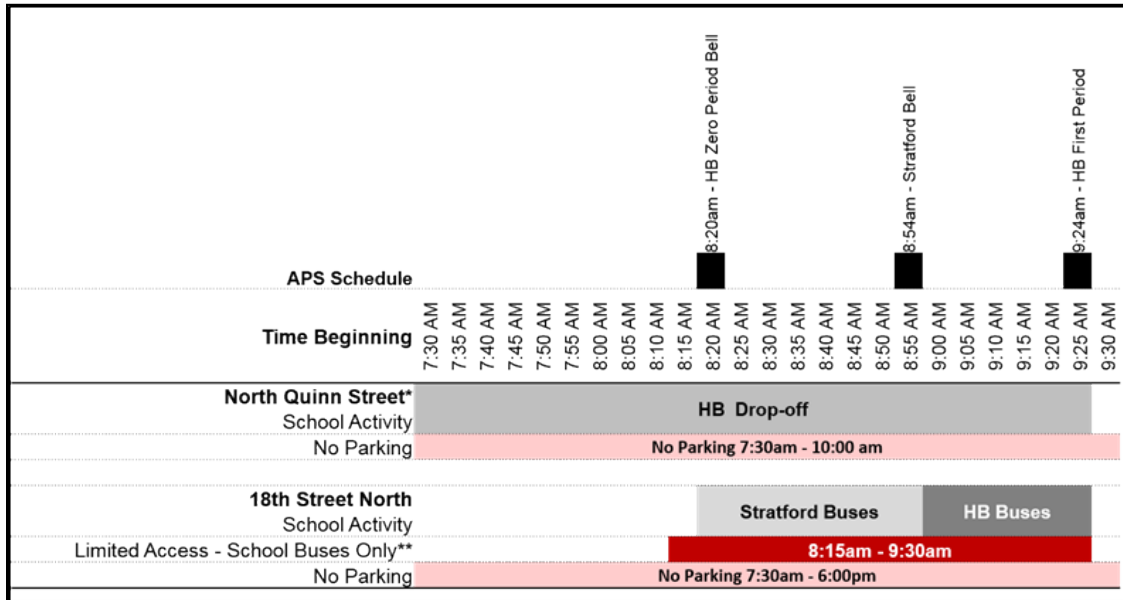 8:20am - HB Zero Period Bell
8:54am - Stratford Bell
9:24am - HB First Period
APS Schedule
Time Beginning
7:30 AM
7:35 AM
7:40 AM
7:45 AM
7:50 AM
7:55 AM
8:00 AM
8:05 AM
8:10 AM
8:15 AM
8:20 AM
8:25 AM
8:30 AM
8:35 AM
8:40 AM
8:45 AM
8:50 AM
8:55 AM
9:00 AM
9:05 AM
9:10 AM
9:15 AM
9:20 AM
9:25 AM
9:30 AM
North Quinn Street*
School Activity
HB Drop-off
No Parking
No Parking 7:30am - 10:00 am
18th Street North
School Activity
Stratford Buses
HB Buses
Limited Access - School Buses Only**
8:15am - 9:30am
No Parking
No Parking 7:30am - 6:00pm